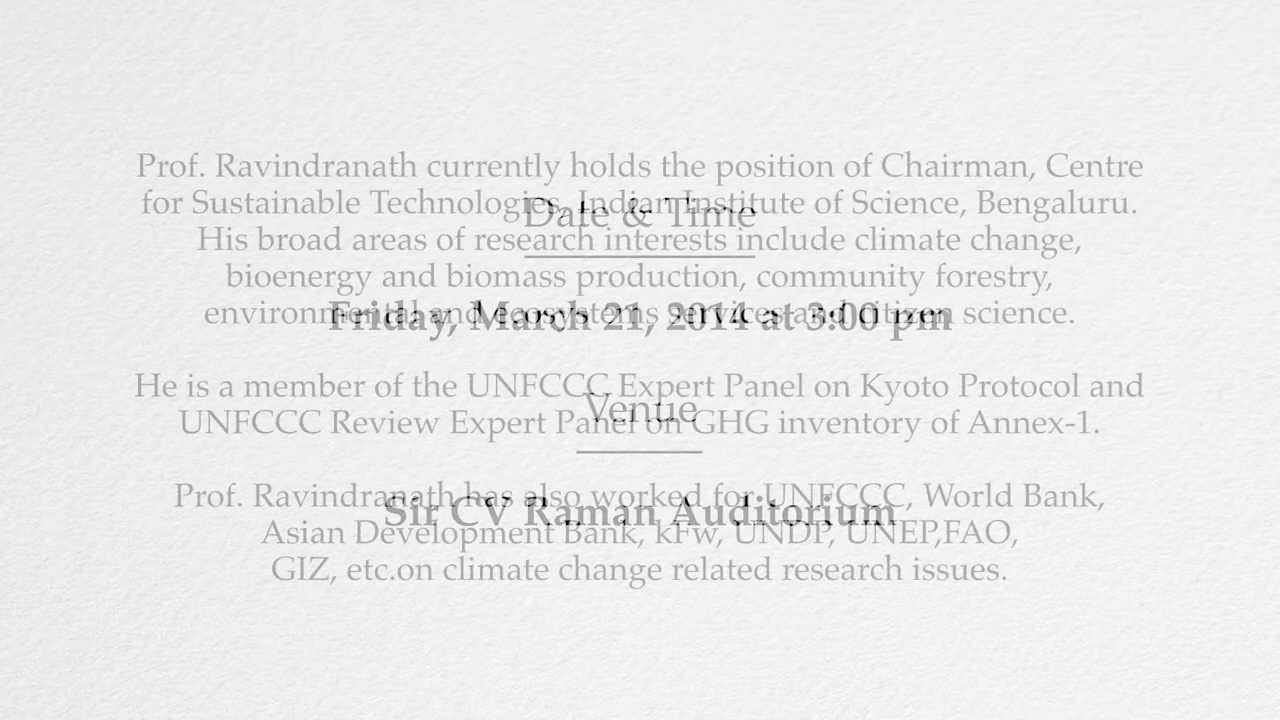 Prof. Ravindranath currently holds the position of Chairman, Centre
for Sustainable Technologies, Indian Institute of Science, Bengaluru.
His broad areas of research interests include climate change,
bioenergy and biomass production, community forestry,
environmental and ecosystems services and citizen science.
He is a member of the UNFCCC Expert Panel on Kyoto Protocol and
UNFCCC Review Expert Panel on GHG inventory of Annex-1.
Prof. Ravindranath has also worked for UNFCCC, World Bank,
Asian Development Bank, kFw, UNDP, UNEP,FAO,
GIZ, etc.on climate change related research issues.
Date & Time
Friday, March 21, 2014 at 3:00 pm
Venue
Sir CV Raman Auditorium